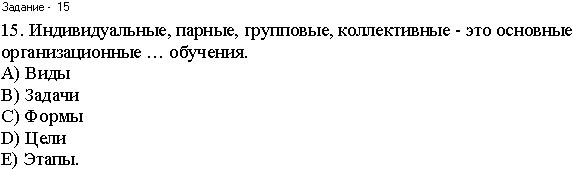 Задание - 15
15. Индивидуальные, парные, групповые, коллективные - это основные
организационные … обучения.
A) Виды
B) Задачи
C) Формы
D) Цели
E) Этапы.